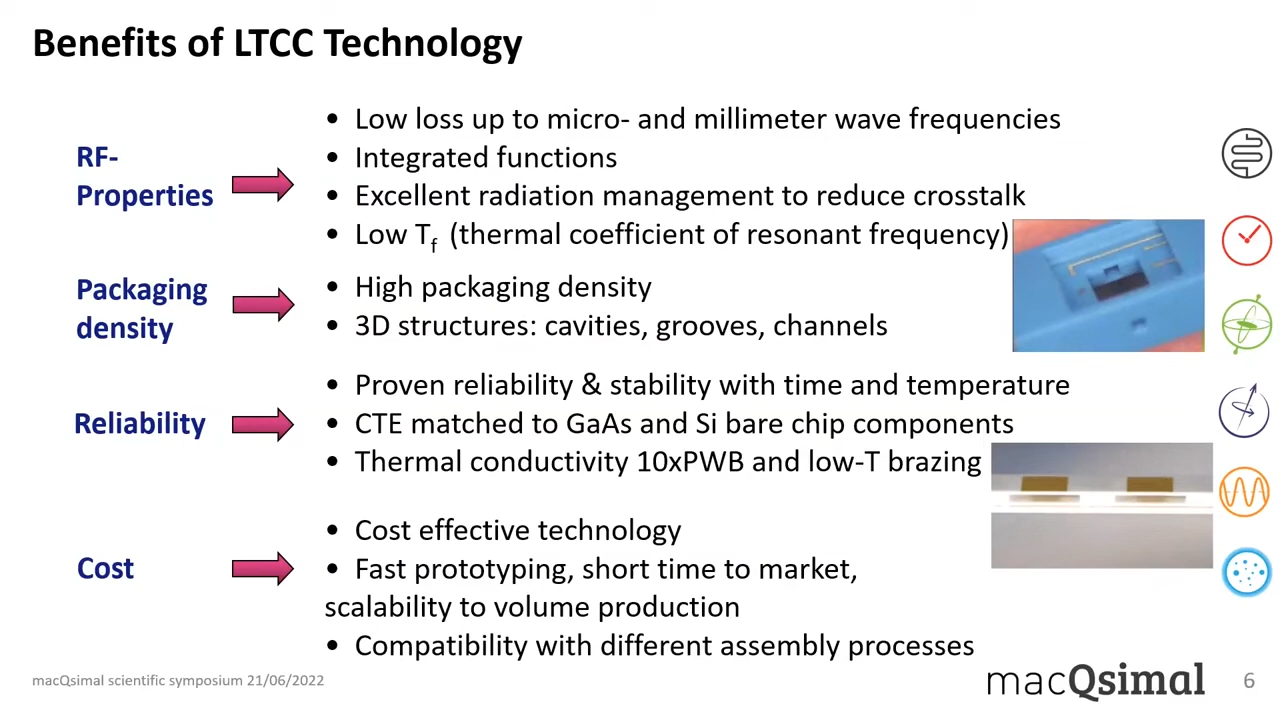 Benefits of LTCC Technology
RF-
Properties
• Low loss up to micro- and millimeter wave frequencies
• Integrated functions
• Excellent radiation management to reduce crosstalk
• Low Tf (thermal coefficient of resonant frequency)
Packaging
density
• High packaging density
• 3D structures: cavities, grooves, channels
Reliability
• Proven reliability & stability with time and temperature
• CTE matched to GaAs and Si bare chip components
• Thermal conductivity 10xPWB and low-T brazing
Cost
• Cost effective technology
• Fast prototyping, short time to market,
scalability to volume production
• Compatibility with different assembly processes
macQsimal scientific symposium 21/06/2022
macQsimal
6